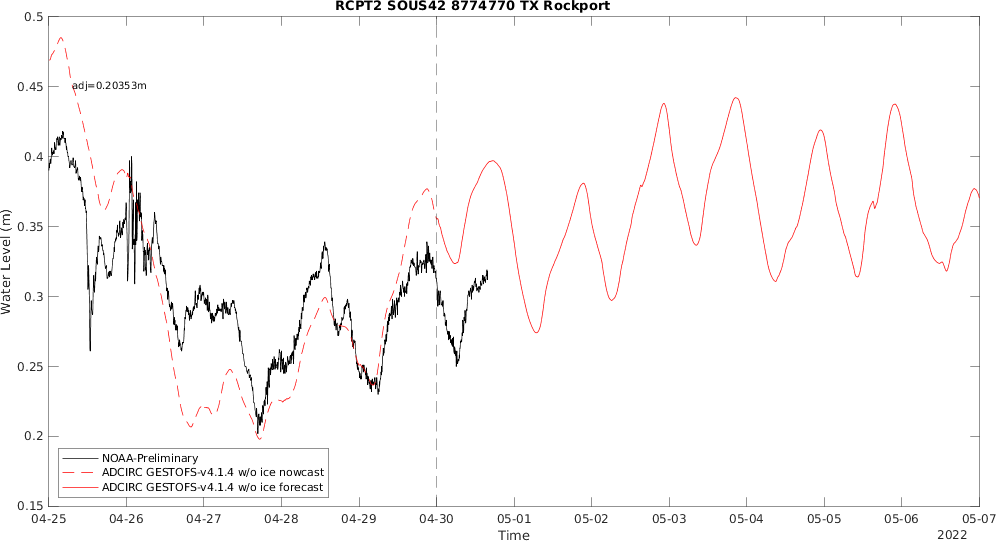 RCPT2 SOUS42 8774770 TX Rockport
0.5
0.45
0.4
0.35
0.3
0.25
0.2
0.15
Water Level (m)
adj=0.20353m
NOAA-Preliminary
ADCIRC GESTOFS-v4.1.4 w/o ice nowcast
ADCIRC GESTOFS-v4.1.4 w/o ice forecast
04-25 04-26 04-27 04-28 04-29 04-30 05-01 05-02 05-03 05-04 05-05 05-06 05-07
Time
2022